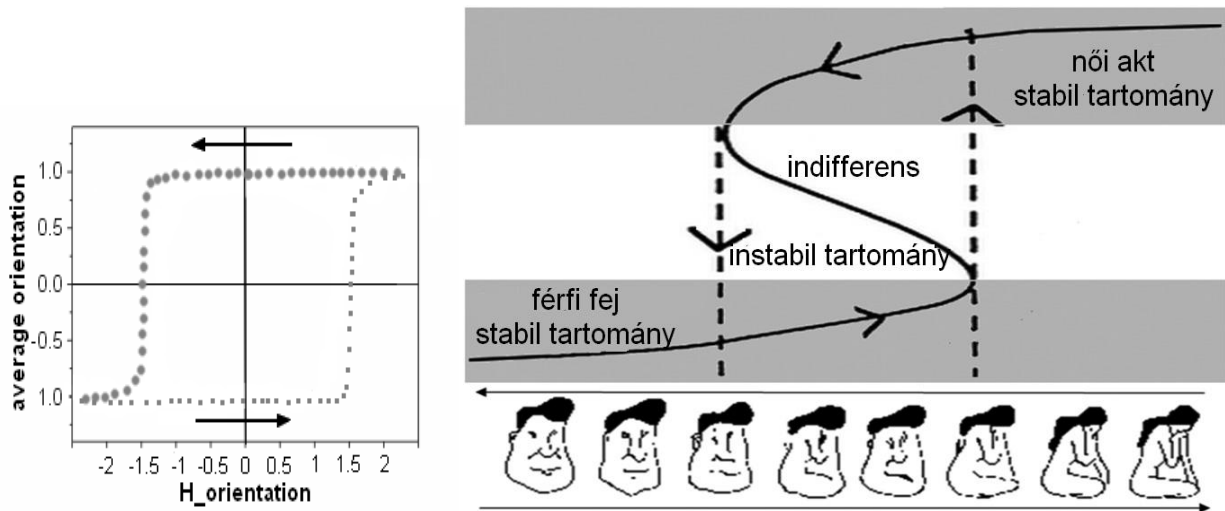 average orientation
1.0
0.5
0.0
-0.5
1.0
-2 -1.5 -1 -0.5 0 0.5 1 1.5 2
H_orientation
női akt
stabil tartomány
indifferens
instabil tartomány
férfi fej
stabil tartomány